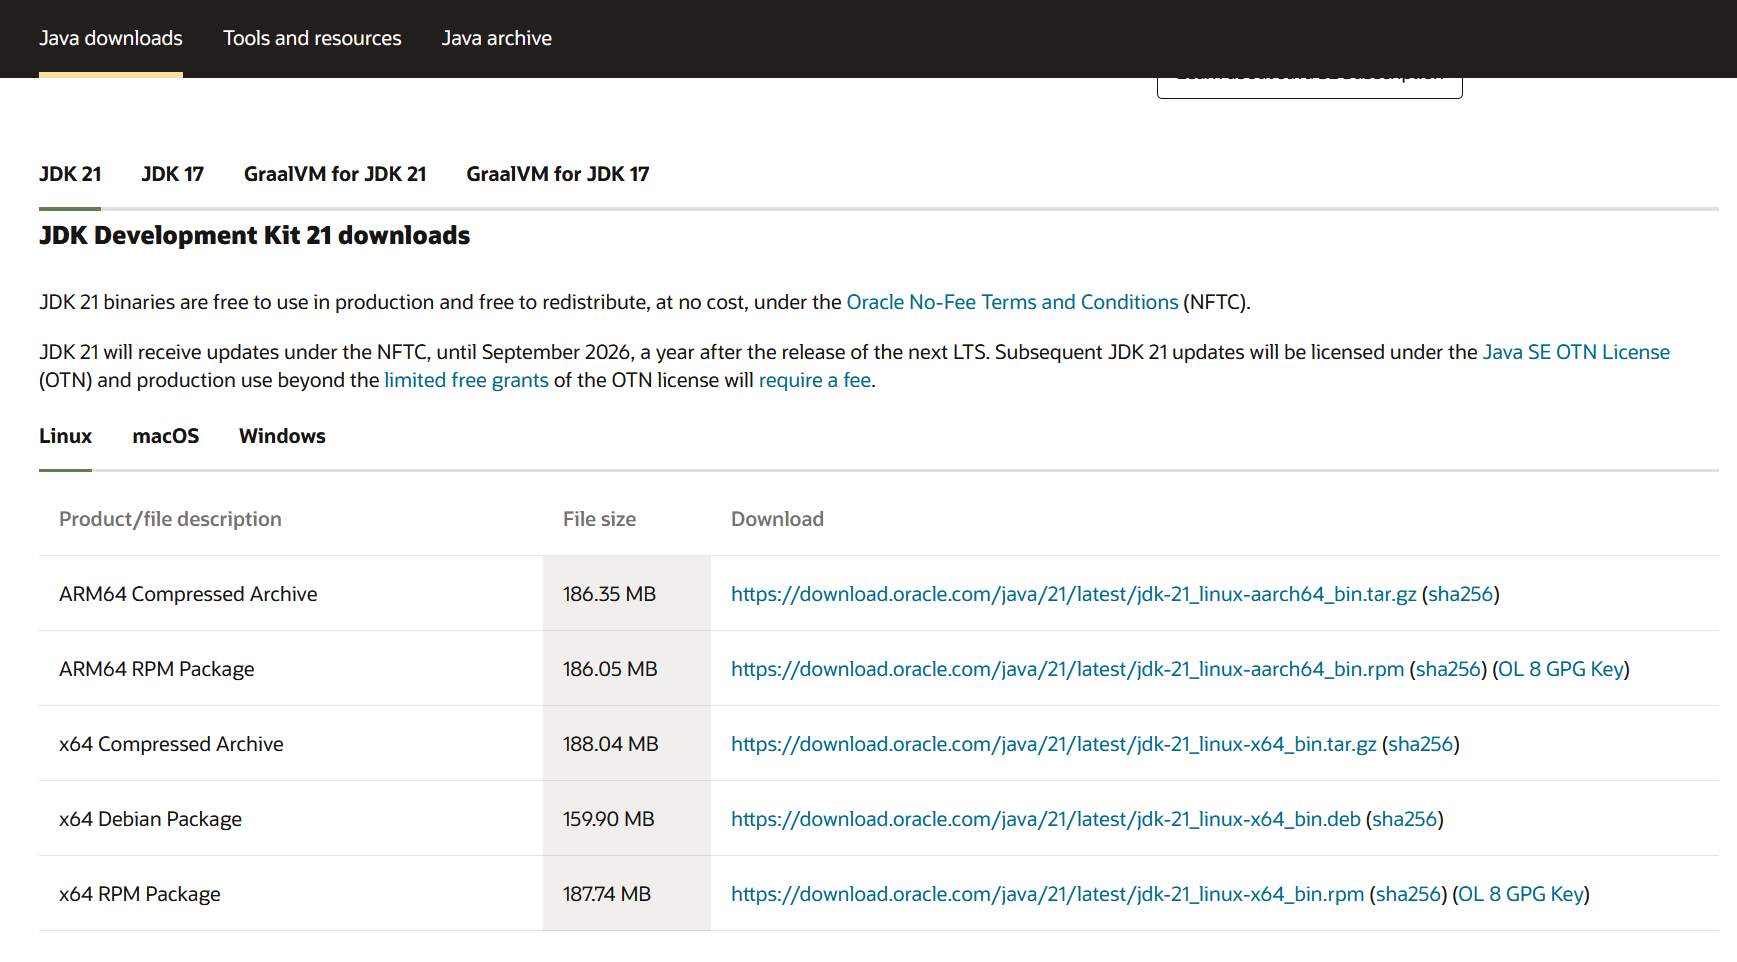 Java downloads Tools and resources Java archive
JDK 21 JDK 17 GraalVM for JDK 21 GraalVM for JDK 17
JDK Development Kit 21 downloads
JDK 21 binaries are free to use in production and free to redistribute, at no cost, under the Oracle No-Fee Terms and Conditions (NFTC).
JDK 21 will receive updates under the NFTC, until September 2026, a year after the release of the next LTS. Subsequent JDK 21 updates will be licensed under the Java SE OTN License
(OTN) and production use beyond the limited free grants of the OTN license will require a fee.
Linux macOS Windows
Product/file description File size Download
ARM64 Compressed Archive 186.35 MB https://download.oracle.com/java/21/latest/jdk-21_linux-aarch64_bin.tar.gz (sha256)
ARM64 RPM Package 186.05 MB https://download.oracle.com/java/21/latest/jdk-21_linux-aarch64_bin.rpm (sha256) (OL 8 GPG Key)
x64 Compressed Archive 188.04 MB https://download.oracle.com/java/21/latest/jdk-21_linux-x64_bin.tar.gz (sha256)
x64 Debian Package 159.90 MB https://download.oracle.com/java/21/latest/jdk-21_linux-x64_bin.deb (sha256)
x64 RPM Package 187.74 MB https://download.oracle.com/java/21/latest/jdk-21_linux-x64_bin.rpm (sha256) (OL 8 GPG Key)